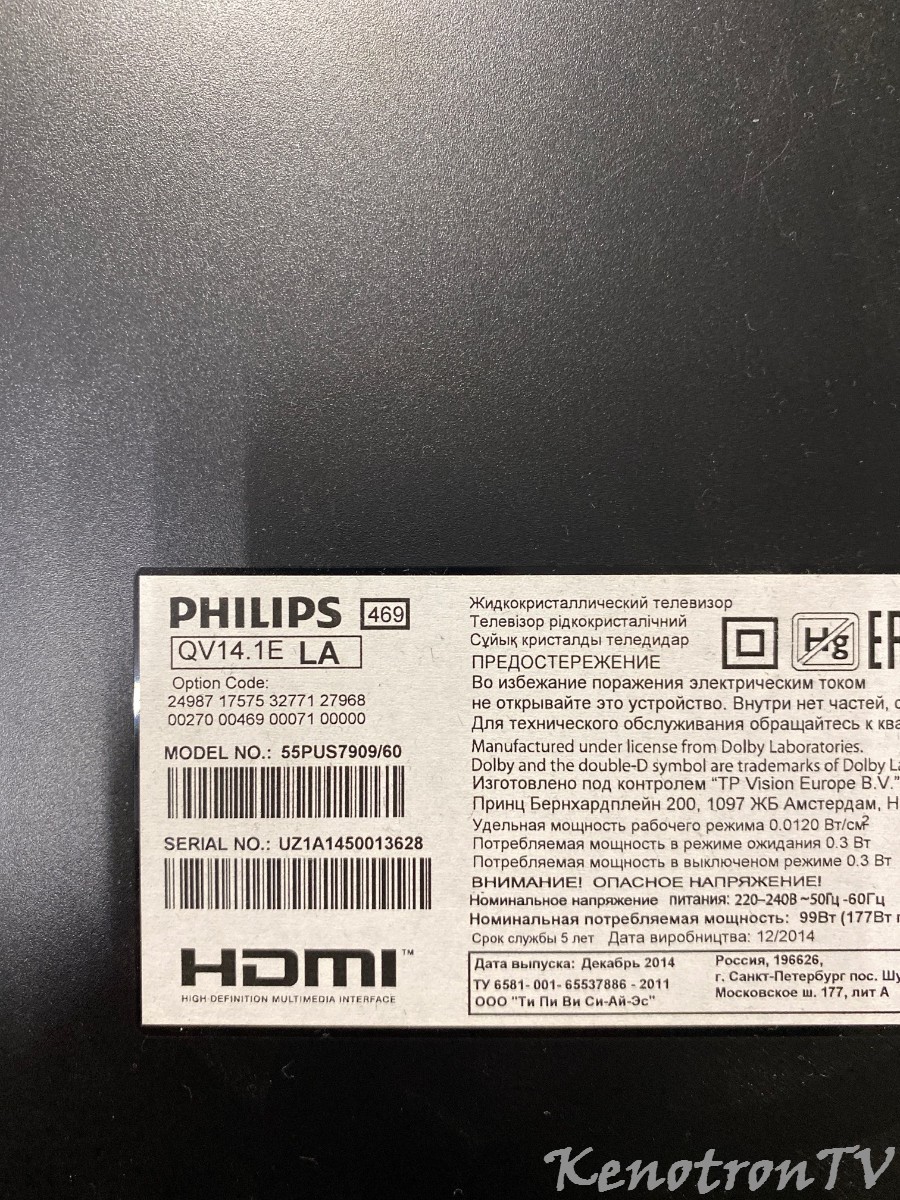 PHILIPS 469
QV14.1E LA
Option Code:
24987 17575 32771 27968
00270 00469 00071 00000
MODEL NO.: 55PUS7909/60
SERIAL NO.: UZ1A1450013628
HDMI™
HIGH-DEFINITION MULTIMEDIA INTERFACE
Жидкокристаллический телевизор
Телевізор рідкокристалічний
Сұйық кристалды теледидар
ПРЕДОСТЕРЕЖЕНИЕ
Hg
Во избежание поражения электрическим током
не открывайте это устройство. Внутри нет частей,
Для технического обслуживания обращайтесь к
Manufactured under license from Dolby Laboratories.
Dolby and the double-D symbol are trademarks of Dolby
Изготовлено под контролем "TP Vision Europe B.V."
Принц Бернхардплейн 200, 1097 ЖБ Амстердам,
Удельная мощность рабочего режима 0.0120 Вт/см²
Потребляемая мощность в режиме ожидания 0.3 Вт
Потребляемая мощность в выключеном режиме 0.3 Вт
ВНИМАНИЕ! ОПАСНОЕ НАПРЯЖЕНИЕ!
Номинальное напряжение питания: 220–240В ~50Гц -60Гц
Номинальная потребляемая мощность: 99Вт (177Вт
Срок службы 5 лет Дата виробництва: 12/2014
Дата выпуска: Декабрь 2014
ТУ 6581- 001- 65537886 - 2011
ООО "Ти Пи Ви Си-Ай-Эс"
Россия, 196626,
г. Санкт-Петербург пос.
Московское ш. 177, лит А
KenotronTV